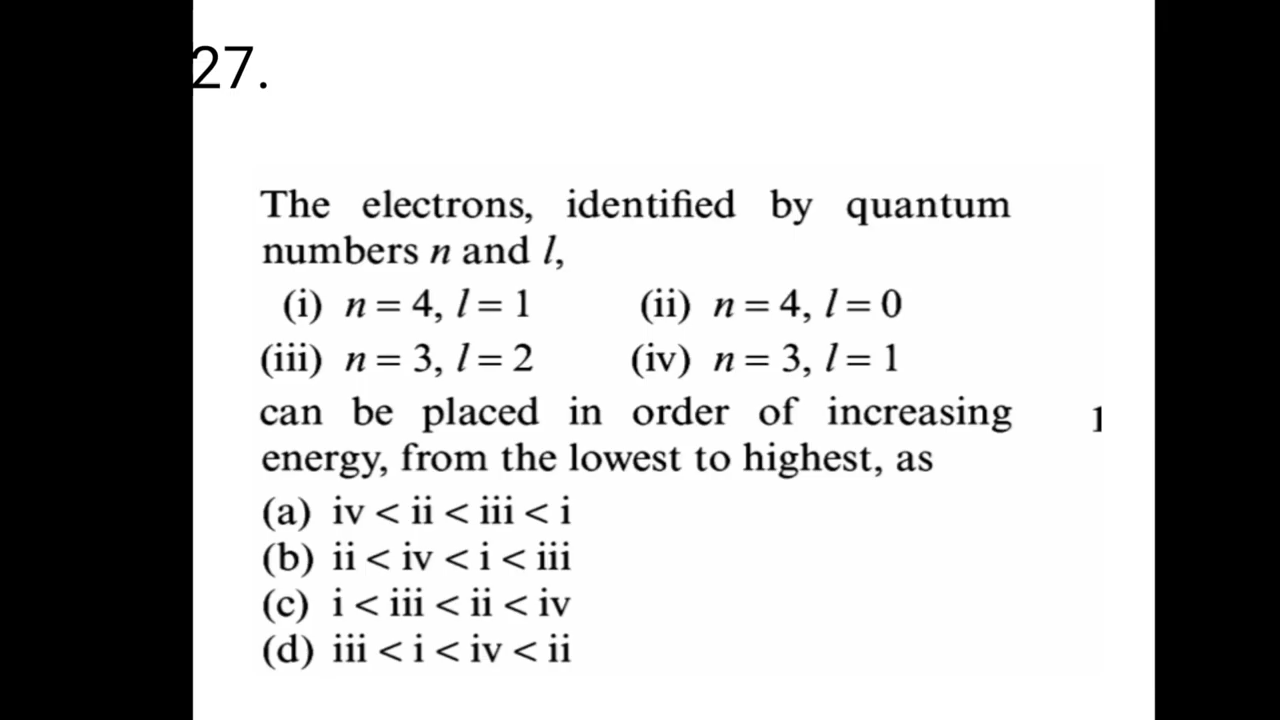 27.
The electrons, identified by quantum
numbers n and l,
(i) n = 4, l = 1 (ii) n = 4, l = 0
(iii) n = 3, l = 2 (iv) n = 3, l = 1
can be placed in order of increasing 1
energy, from the lowest to highest, as
(a) iv < ii < iii < i
(b) ii < iv < i < iii
(c) i < iii < ii < iv
(d) iii < i < iv < ii